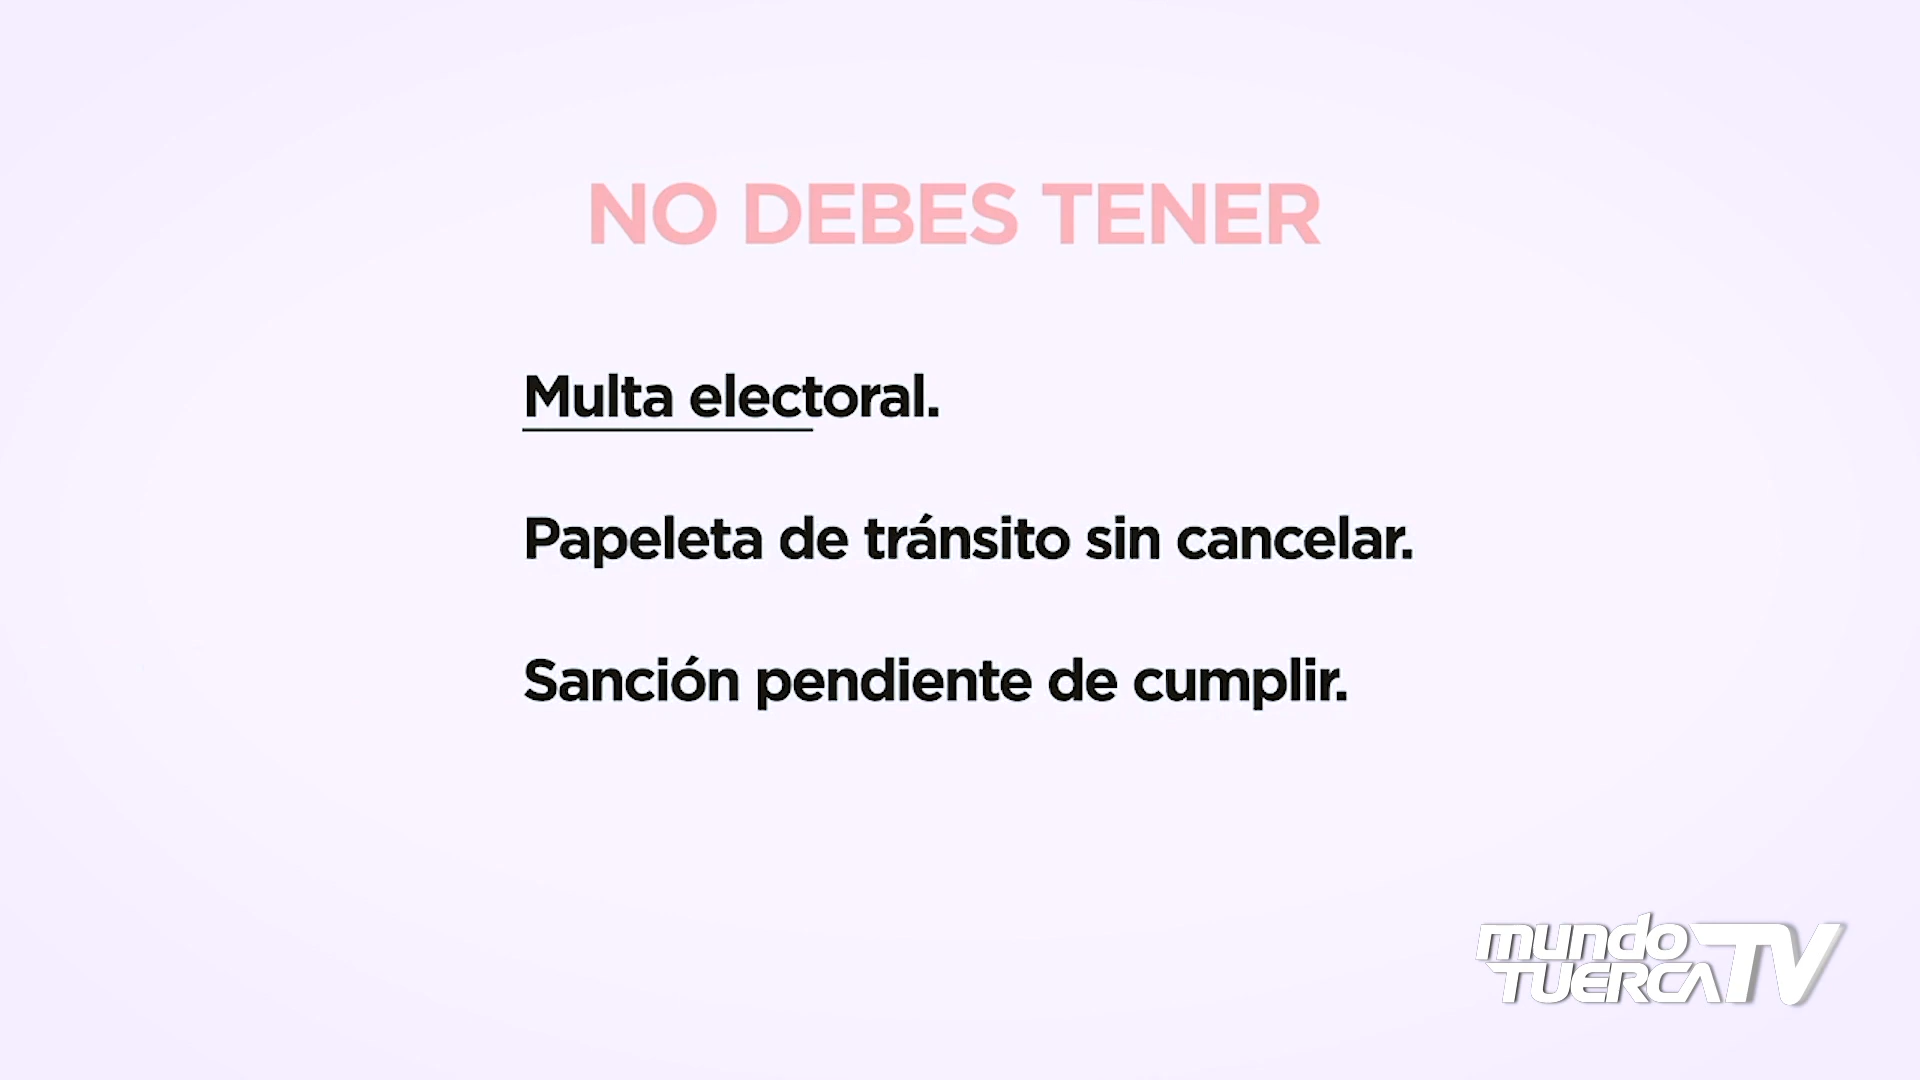 NO DEBES TENER
Multa electoral.
Papeleta de tránsito sin cancelar.
Sanción pendiente de cumplir.
mundo
TUERCA TV